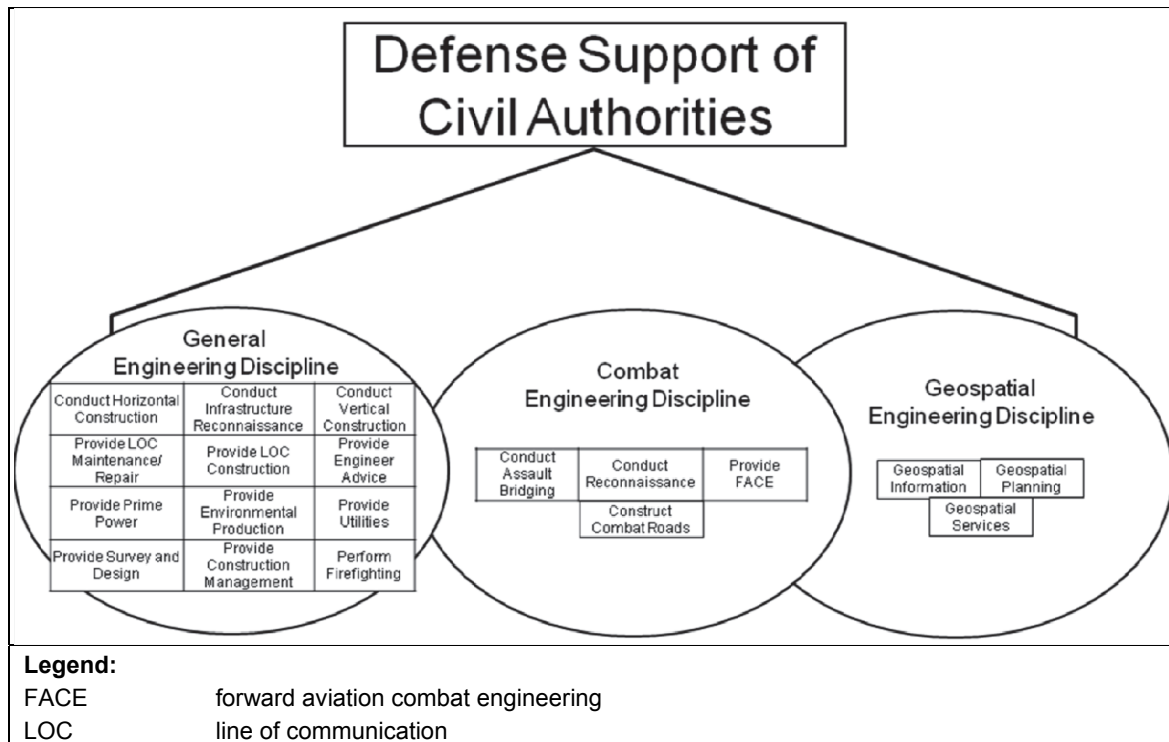 Defense Support of
Civil Authorities
General
Engineering Discipline
Conduct Horizontal
Construction
Conduct
Infrastructure
Reconnaissance
Conduct
Vertical
Construction
Provide LOC
Maintenance/
Repair
Provide LOC
Construction
Provide
Engineer
Advice
Provide Prime
Power
Provide
Environmental
Production
Provide
Utilities
Provide Survey and
Design
Provide
Construction
Management
Perform
Firefighting
Combat
Engineering Discipline
Conduct
Assault
Bridging
Conduct
Reconnaissance
Provide
FACE
Construct
Combat Roads
Geospatial
Engineering Discipline
Geospatial
Information
Geospatial
Planning
Geospatial
Services
Legend:
FACE forward aviation combat engineering
LOC line of communication